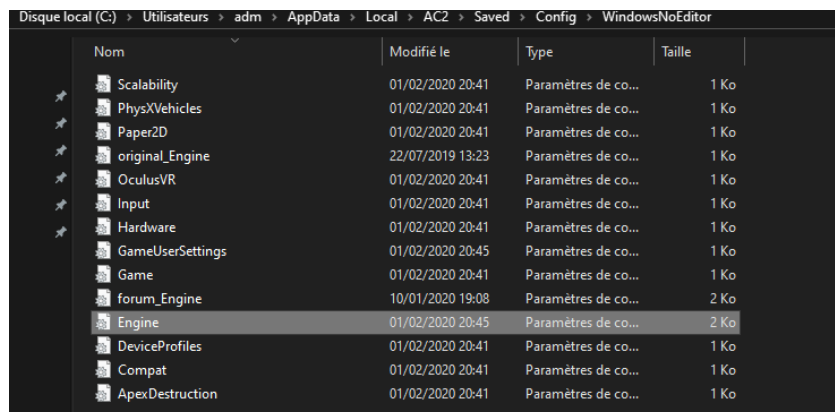 Disque local (C:) > Utilisateurs > adm > AppData > Local > AC2 > Saved > Config > WindowsNoEditor
Nom Modifié le Type Taille
Scalability 01/02/2020 20:41 Paramètres de co... 1 Ko
PhysXVehicles 01/02/2020 20:41 Paramètres de co... 1 Ko
Paper2D 01/02/2020 20:41 Paramètres de co... 1 Ko
original_Engine 22/07/2019 13:23 Paramètres de co... 1 Ko
OculusVR 01/02/2020 20:41 Paramètres de co... 1 Ko
Input 01/02/2020 20:41 Paramètres de co... 1 Ko
Hardware 01/02/2020 20:41 Paramètres de co... 1 Ko
GameUserSettings 01/02/2020 20:45 Paramètres de co... 1 Ko
Game 01/02/2020 20:41 Paramètres de co... 1 Ko
forum_Engine 10/01/2020 19:08 Paramètres de co... 2 Ko
Engine 01/02/2020 20:45 Paramètres de co... 2 Ko
DeviceProfiles 01/02/2020 20:41 Paramètres de co... 1 Ko
Compat 01/02/2020 20:41 Paramètres de co... 1 Ko
ApexDestruction 01/02/2020 20:41 Paramètres de co... 1 Ko